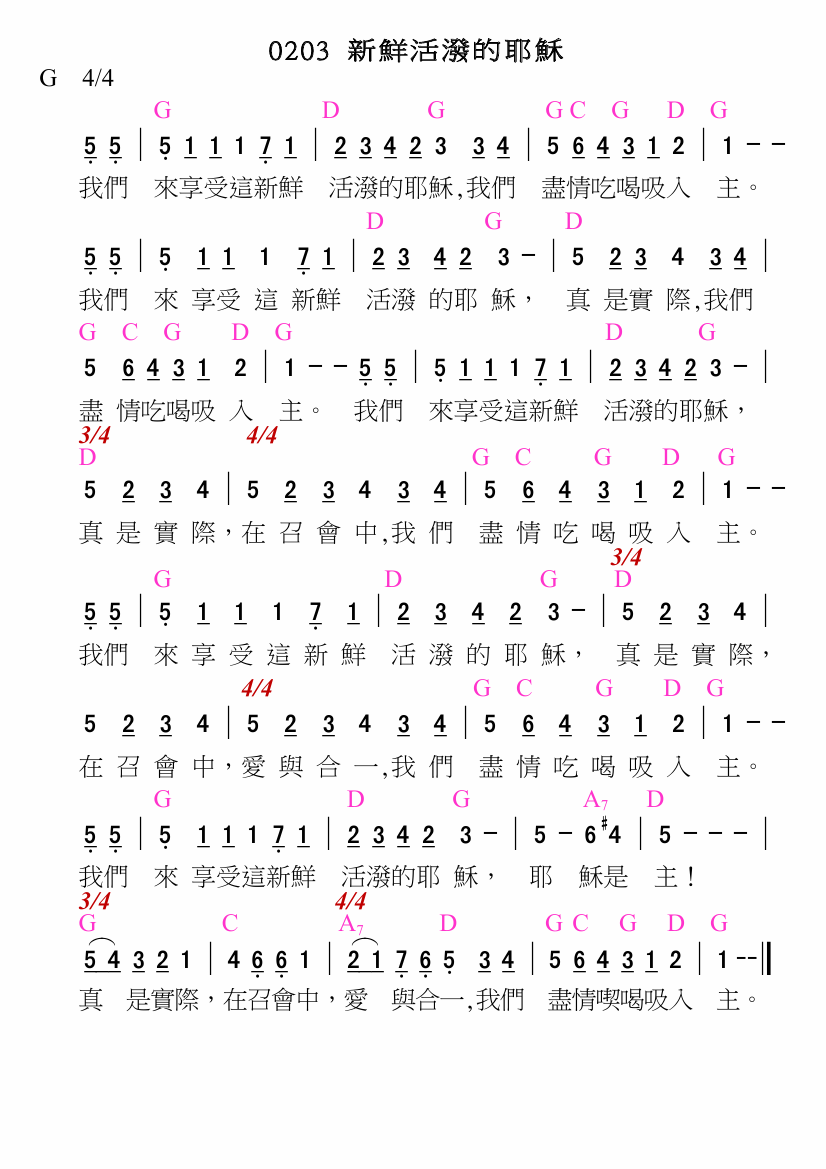 0203 新鮮活潑的耶穌
G 4/4
G D G G C G D G
5 5 | 5 1 1 1 7 1 | 2 3 4 2 3 3 4 | 5 6 4 3 1 2 | 1 - -
我們 來享受這新鮮 活潑的耶穌,我們 盡情吃喝吸入 主。
D G D
5 5 | 5 1 1 1 7 1 | 2 3 4 2 3 - | 5 2 3 4 3 4 |
我們 來 享受 這 新鮮 活潑 的耶 穌, 真 是實 際,我們
G C G D G D G
5 6 4 3 1 2 | 1 - - 5 5 | 5 1 1 1 7 1 | 2 3 4 2 3 - |
盡 情吃喝吸 入 主。 我們 來享受這新鮮 活潑的耶穌,
3/4 4/4
D G C G D G
5 2 3 4 | 5 2 3 4 3 4 | 5 6 4 3 1 2 | 1 - -
真 是 實 際,在 召 會 中,我 們 盡 情 吃 喝 吸 入 主。
3/4
G D G D
5 5 | 5 1 1 1 7 1 | 2 3 4 2 3 - | 5 2 3 4 |
我們 來 享 受 這 新 鮮 活 潑 的 耶 穌, 真 是 實 際,
4/4 G C G D G
5 2 3 4 | 5 2 3 4 3 4 | 5 6 4 3 1 2 | 1 - -
在 召 會 中,愛 與 合 一,我 們 盡 情 吃 喝 吸 入 主。
G D G A7 D
5 5 | 5 1 1 1 7 1 | 2 3 4 2 3 - | 5 - 6 #4 | 5 - - - |
我們 來 享受這新鮮 活潑的耶 穌, 耶 穌是 主!
3/4 4/4
G C A7 D G C G D G
5 4 3 2 1 | 4 6 6 1 | 2 1 7 6 5 3 4 | 5 6 4 3 1 2 | 1 - - ‖
真 是實際,在召會中,愛 與合一,我們 盡情喫喝吸入 主。